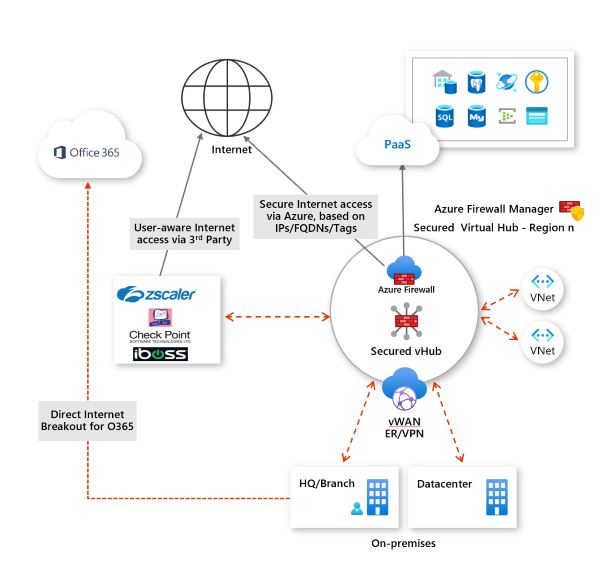 Internet
Office 365
PaaS
SQL
My
User-aware Internet
access via 3rd Party
Secure Internet access
via Azure, based on
IPs/FQDNs/Tags
Azure Firewall Manager
Secured Virtual Hub - Region n
zscaler
Check Point
SOFTWARE TECHNOLOGIES LTD.
iboss
Azure Firewall
Secured vHub
VNet
VNet
vWAN
ER/VPN
Direct Internet
Breakout for O365
HQ/Branch
Datacenter
On-premises